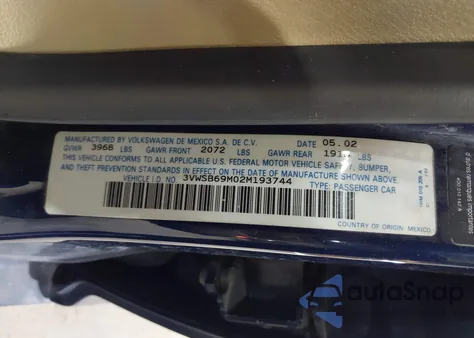 MANUFACTURED BY VOLKSWAGEN DE MEXICO S.A. DE C.V. DATE 05.02
GVWR 3968 LBS GAWR FRONT 2072 LBS GAWR REAR LBS
THIS VEHICLE CONFORMS TO ALL U.S. FEDERAL MOTOR VEHICLE SAFETY, BUMPER,
AND THEFT PREVENTION STANDARDS IN EFFECT ON THE DATE OF MANUFACTURE SHOWN ABOVE.
VEHICLE I.D. NO. 3VWSB69M02M193744 TYPE: PASSENGER CAR
COUNTRY OF ORIGIN: MEXICO
autoSnap